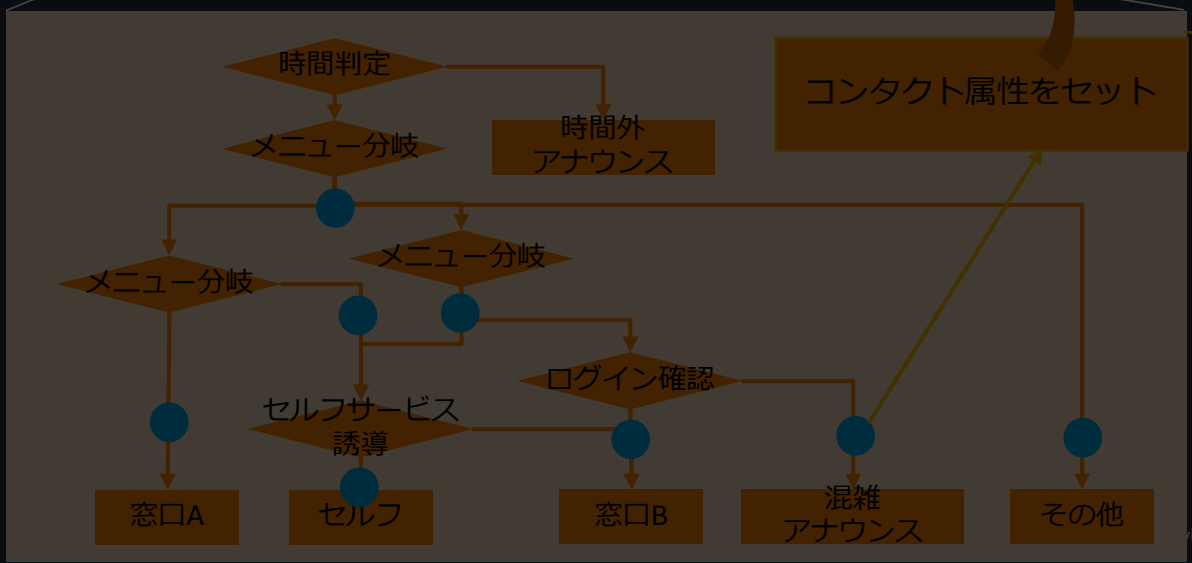 時間判定
コンタクト属性をセット
時間外
アナウンス
メニュー分岐
メニュー分岐
メニュー分岐
ログイン確認
セルフサービス
誘導
窓口A
セルフ
窓口B
混雑
アナウンス
その他